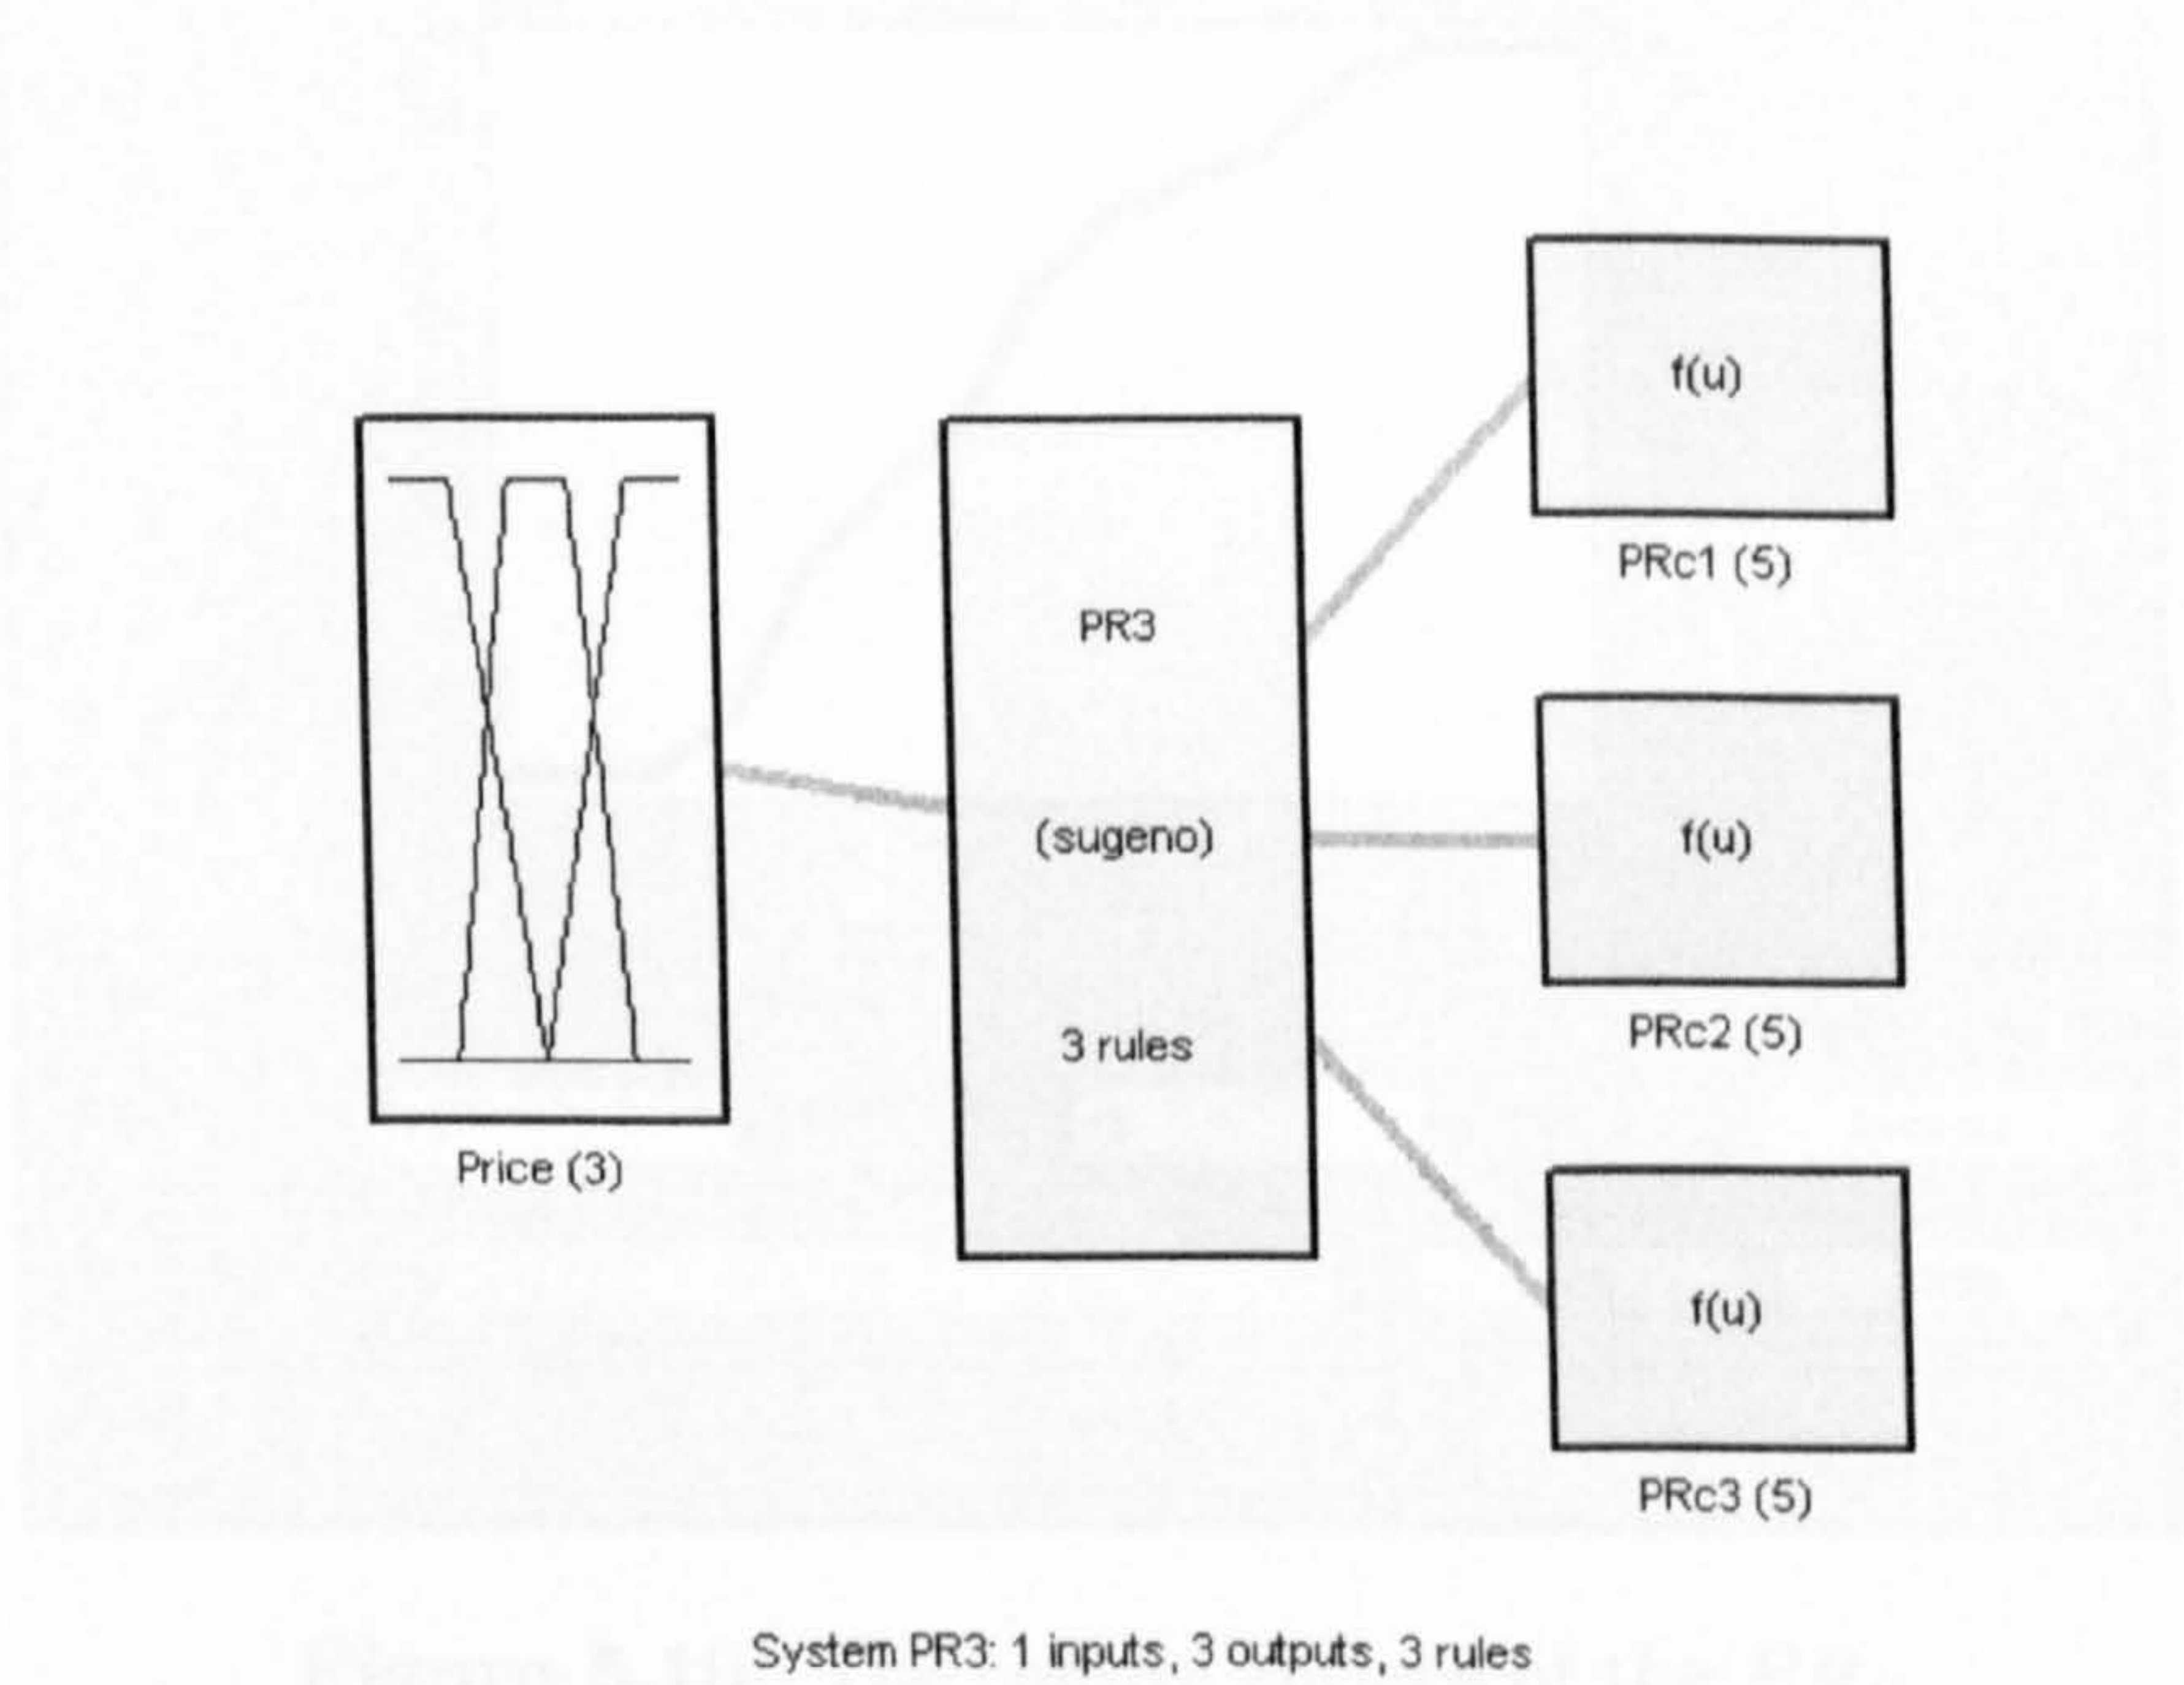 f(u)
PRc1 (5)
PR3
(sugeno)
3 rules
f(u)
PRc2 (5)
Price (3)
f(u)
PRc3 (5)
System PR3: 1 inputs, 3 outputs, 3 rules